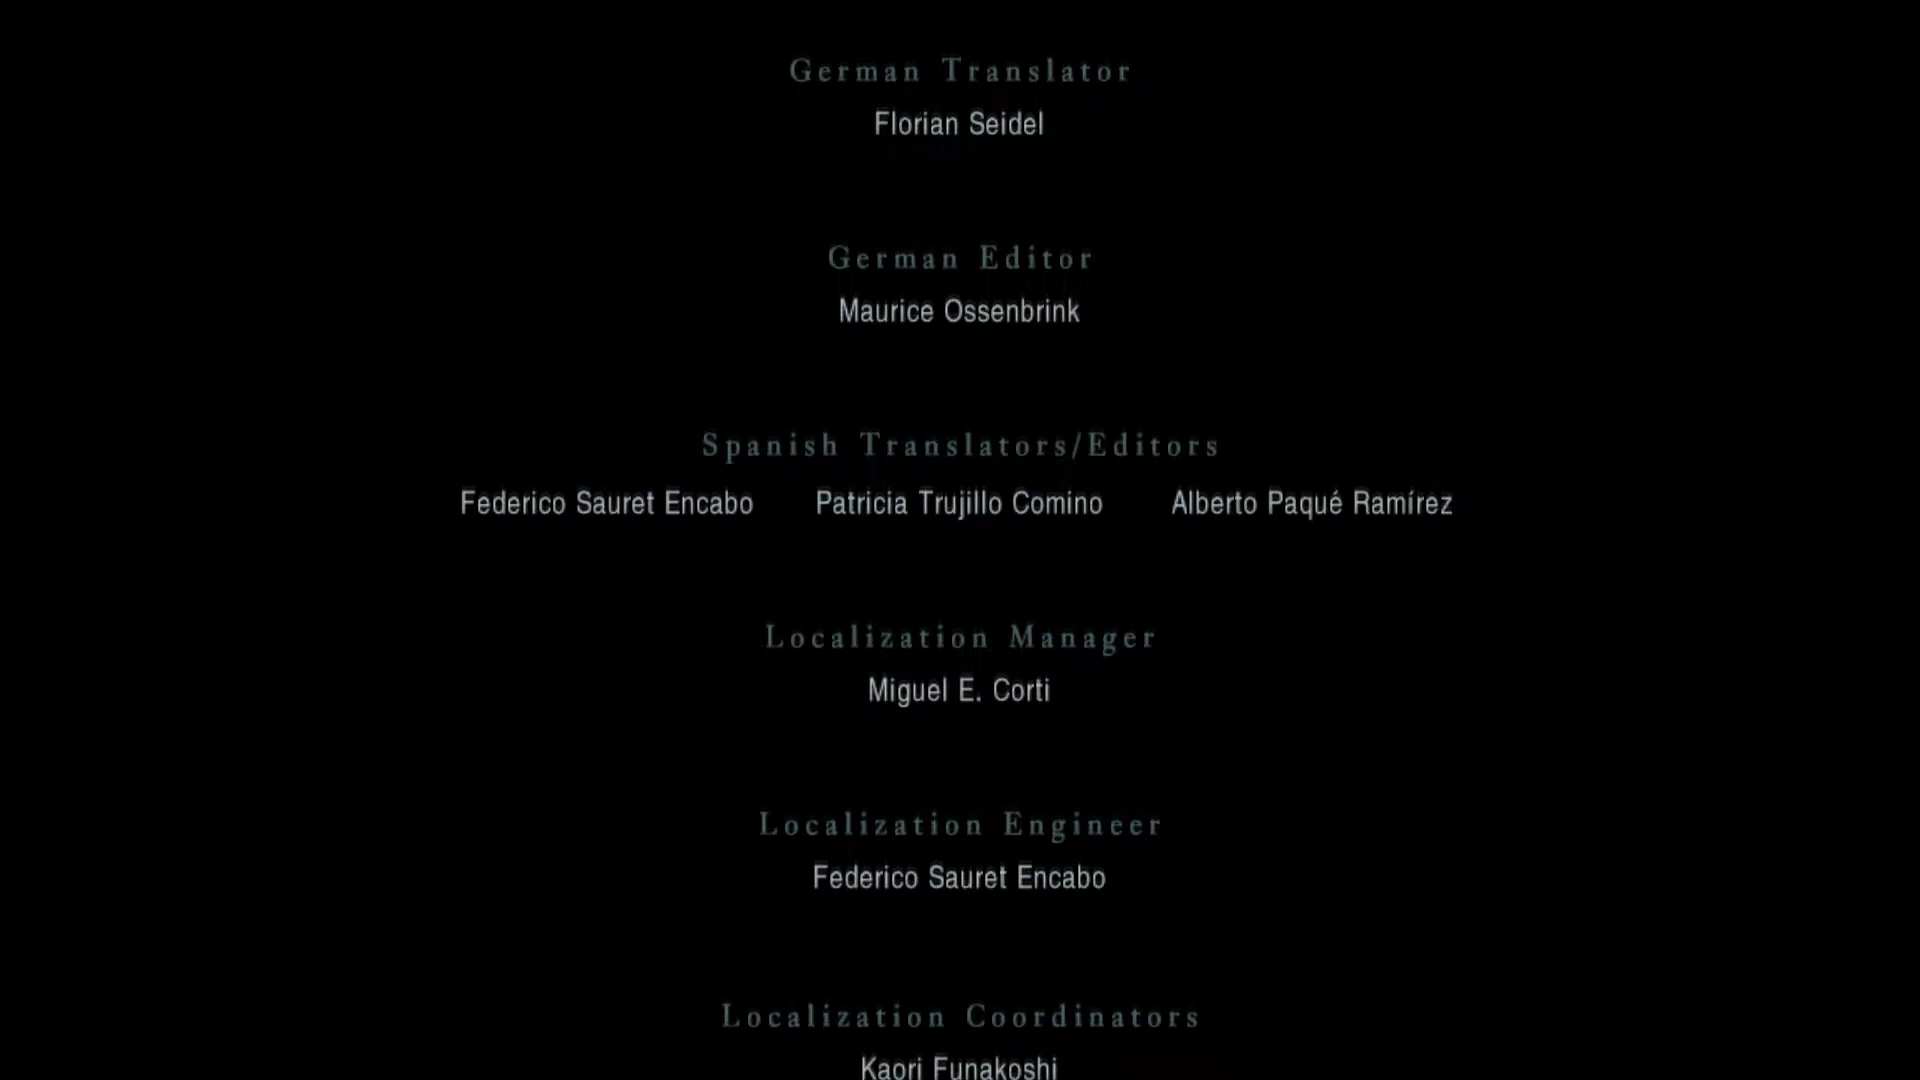 German Translator
Florian Seidel
German Editor
Maurice Ossenbrink
Spanish Translators/Editors
Federico Sauret Encabo Patricia Trujillo Comino Alberto Paqué Ramírez
Localization Manager
Miguel E. Corti
Localization Engineer
Federico Sauret Encabo
Localization Coordinators
Kaori Funakoshi